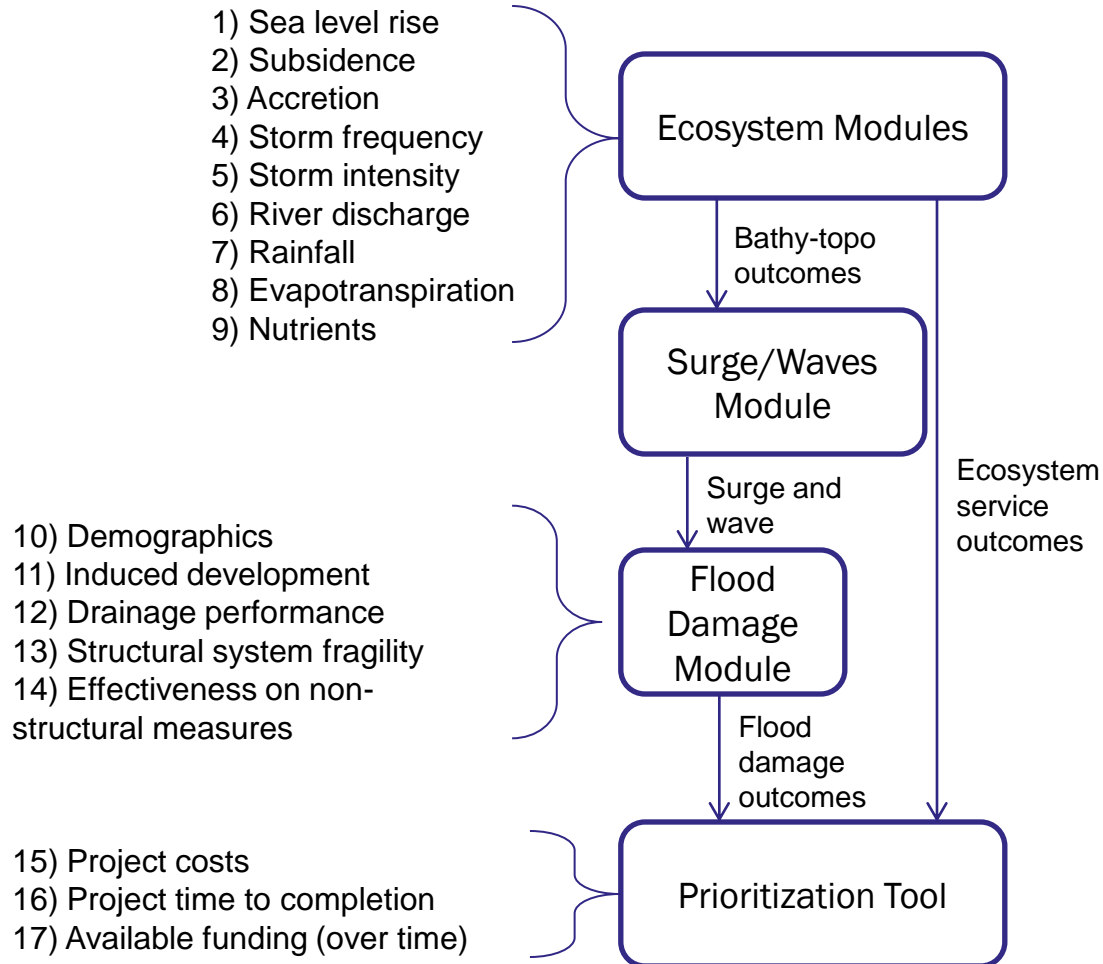 1) Sea level rise
2) Subsidence
3) Accretion
4) Storm frequency
5) Storm intensity
6) River discharge
7) Rainfall
8) Evapotranspiration
9) Nutrients
Ecosystem Modules
Bathy-topo
outcomes
Surge/Waves
Module
Surge and
wave
Ecosystem
service
outcomes
10) Demographics
11) Induced development
12) Drainage performance
13) Structural system fragility
14) Effectiveness on non-
structural measures
Flood
Damage
Module
Flood
damage
outcomes
15) Project costs
16) Project time to completion
17) Available funding (over time)
Prioritization Tool